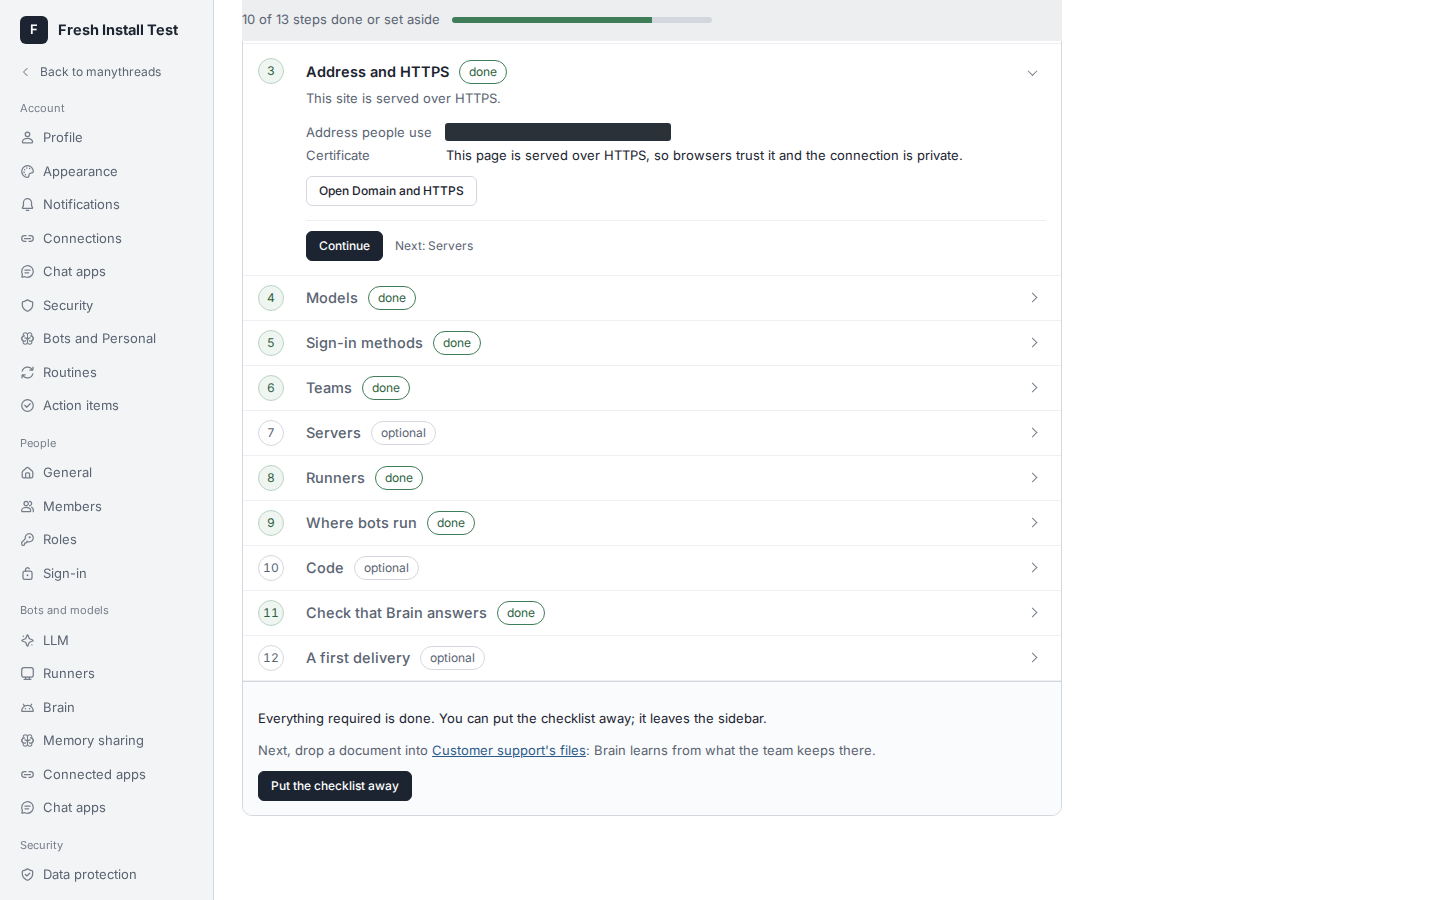 F Fresh Install Test
Back to manythreads
Account
Profile
Appearance
Notifications
Connections
Chat apps
Security
Bots and Personal
Routines
Action items
People
General
Members
Roles
Sign-in
Bots and models
LLM
Runners
Brain
Memory sharing
Connected apps
Chat apps
Security
Data protection
10 of 13 steps done or set aside
3 Address and HTTPS done
This site is served over HTTPS.
Address people use
Certificate This page is served over HTTPS, so browsers trust it and the connection is private.
Open Domain and HTTPS
Continue Next: Servers
4 Models done
5 Sign-in methods done
6 Teams done
7 Servers optional
8 Runners done
9 Where bots run done
10 Code optional
11 Check that Brain answers done
12 A first delivery optional
Everything required is done. You can put the checklist away; it leaves the sidebar.
Next, drop a document into Customer support's files: Brain learns from what the team keeps there.
Put the checklist away